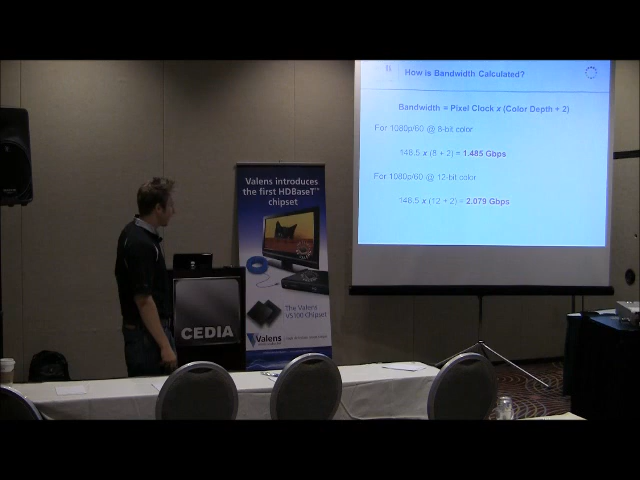 How is Bandwidth Calculated?
Bandwidth = Pixel Clock x (Color Depth + 2)
For 1080p/60 @ 8-bit color
148.5 x (8 + 2) = 1.485 Gbps
For 1080p/60 @ 12-bit color
148.5 x (12 + 2) = 2.079 Gbps
Valens introduces
the first HDBaseT™
chipset
The Valens
VS100 Chipset
Valens
CEDIA